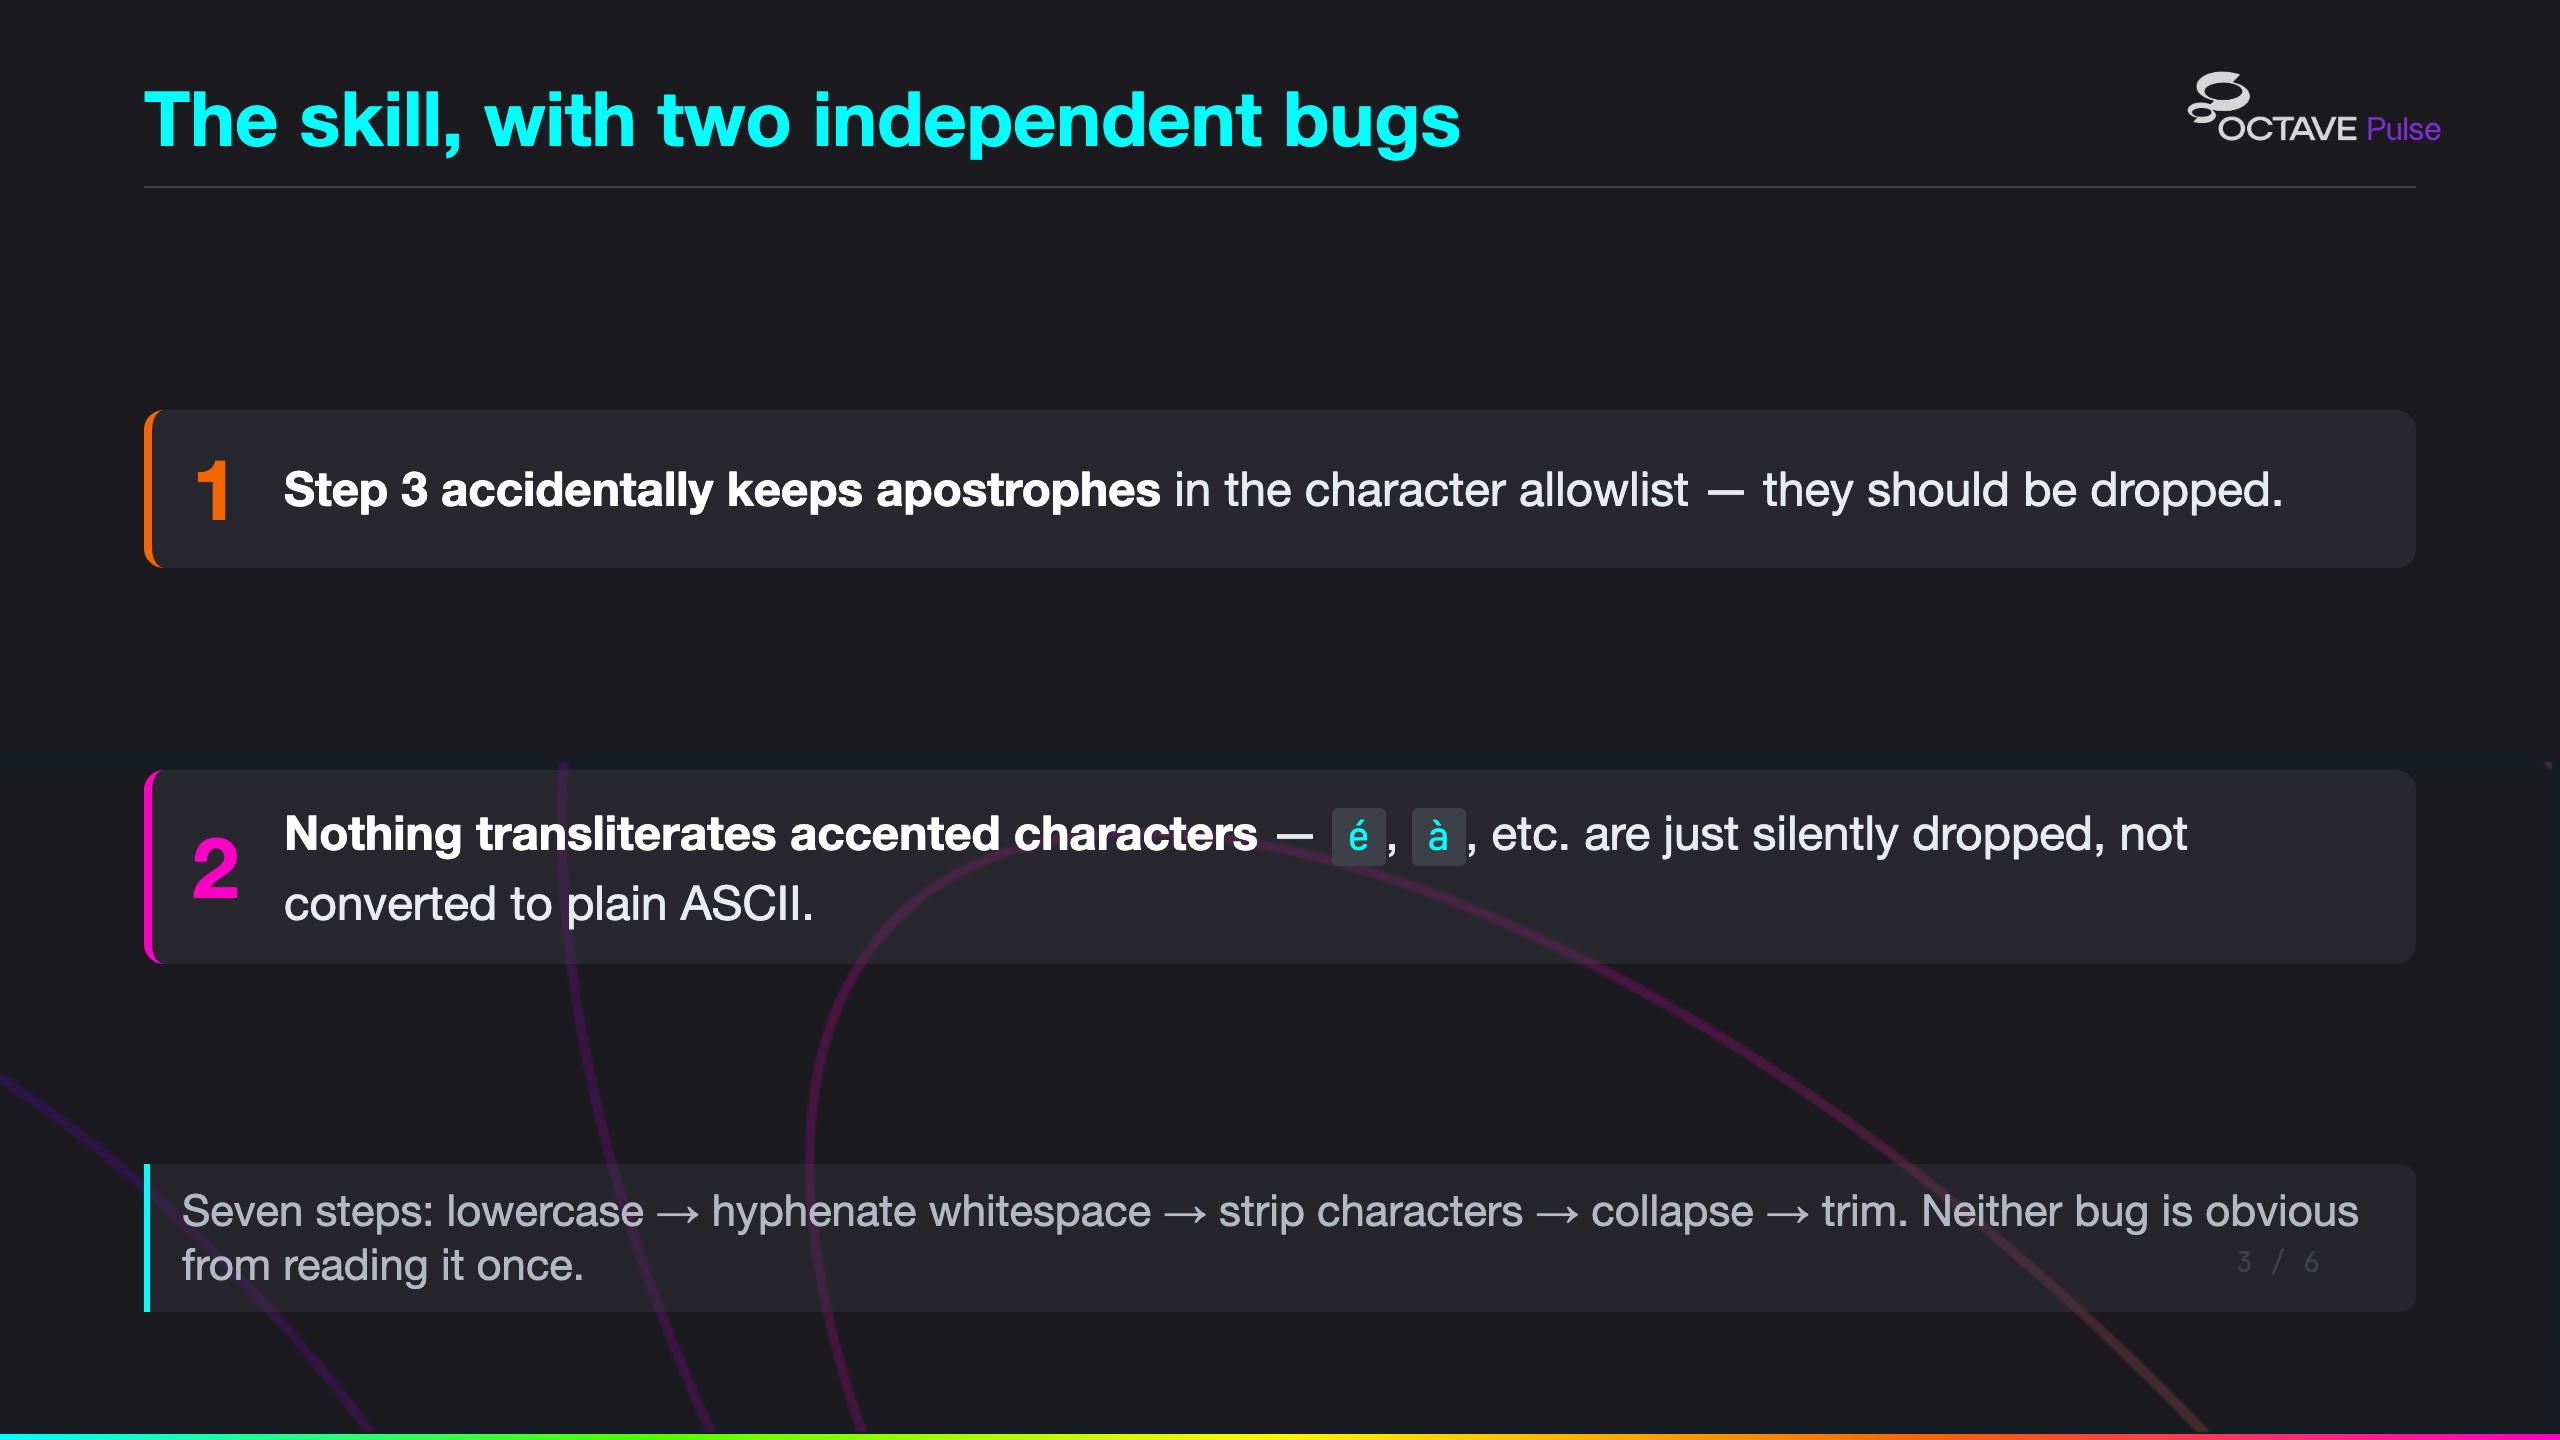 The skill, with two independent bugs
OCTAVE Pulse
1
Step 3 accidentally keeps apostrophes in the character allowlist — they should be dropped.
2
Nothing transliterates accented characters — é, à, etc. are just silently dropped, not
converted to plain ASCII.
Seven steps: lowercase → hyphenate whitespace → strip characters → collapse → trim. Neither bug is obvious
from reading it once.
3 / 6